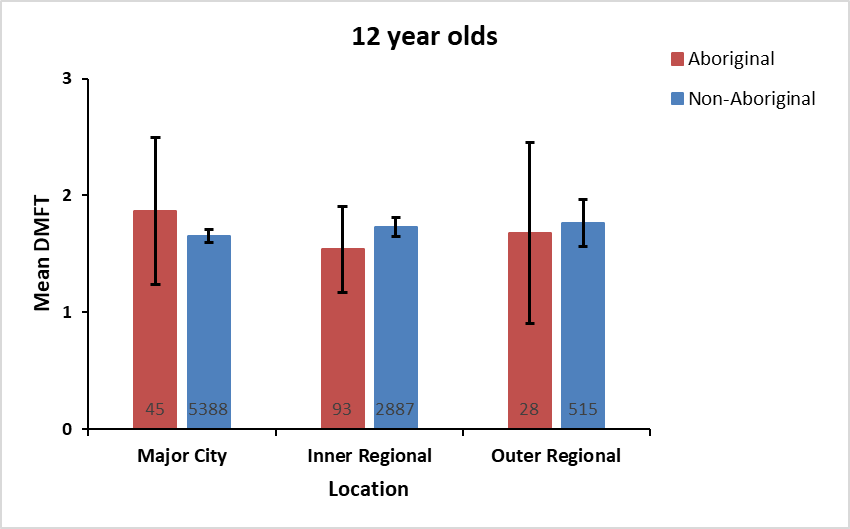 12 year olds
Aboriginal
Non-Aboriginal
Mean DMFT
3
2
1
0
45 5388 93 2887 28 515
Major City Inner Regional Outer Regional
Location